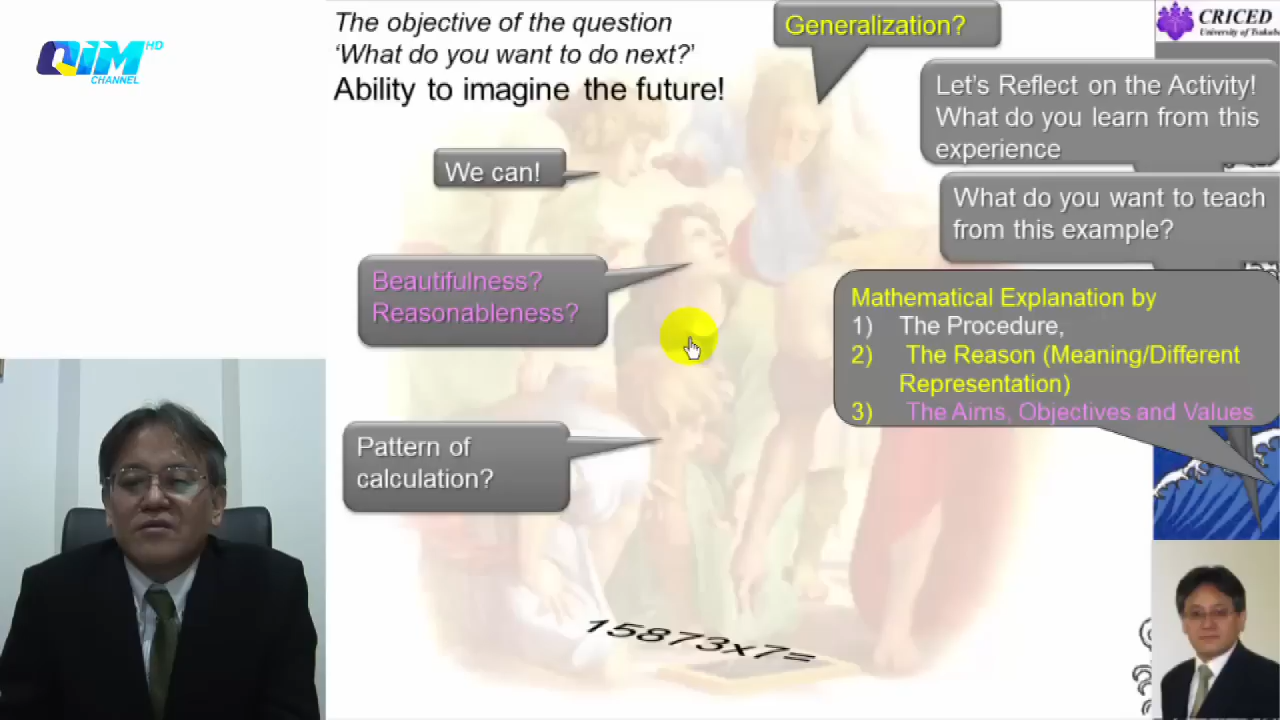 QIM HD
CHANNEL
The objective of the question
‘What do you want to do next?’
Ability to imagine the future!
Generalization?
CRICED
University of Tsukuba
Let’s Reflect on the Activity!
What do you learn from this
experience
We can!
What do you want to teach
from this example?
Beautifulness?
Reasonableness?
Mathematical Explanation by
1) The Procedure,
2) The Reason (Meaning/Different
Representation)
3) The Aims, Objectives and Values
Pattern of
calculation?
15873x7=